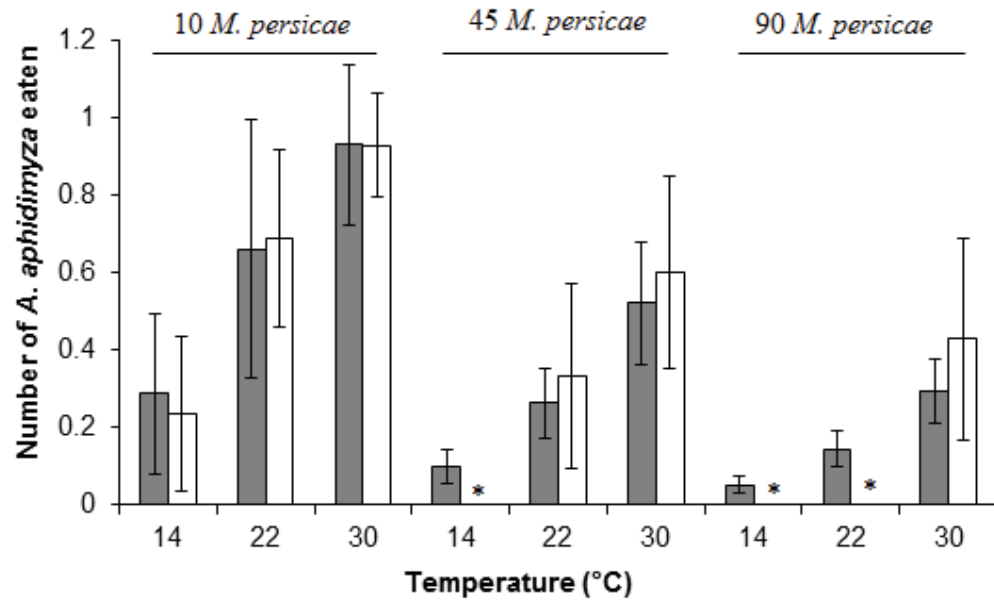 10 M. persicae 45 M. persicae 90 M. persicae
Number of A. aphidimyza eaten
1.2
1
0.8
0.6
0.4
0.2
0
* * *
14 22 30 14 22 30 14 22 30
Temperature (°C)